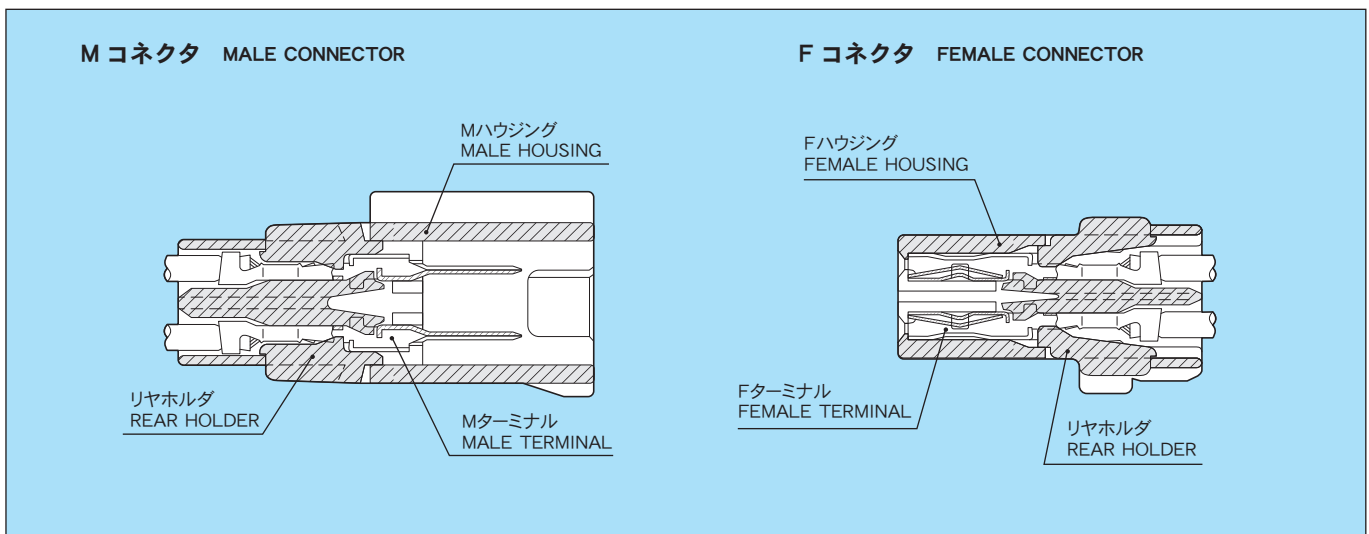 M コネクタ MALE CONNECTOR
F コネクタ FEMALE CONNECTOR
Mハウジング
MALE HOUSING
リヤホルダ
REAR HOLDER
Mターミナル
MALE TERMINAL
Fハウジング
FEMALE HOUSING
Fターミナル
FEMALE TERMINAL
リヤホルダ
REAR HOLDER